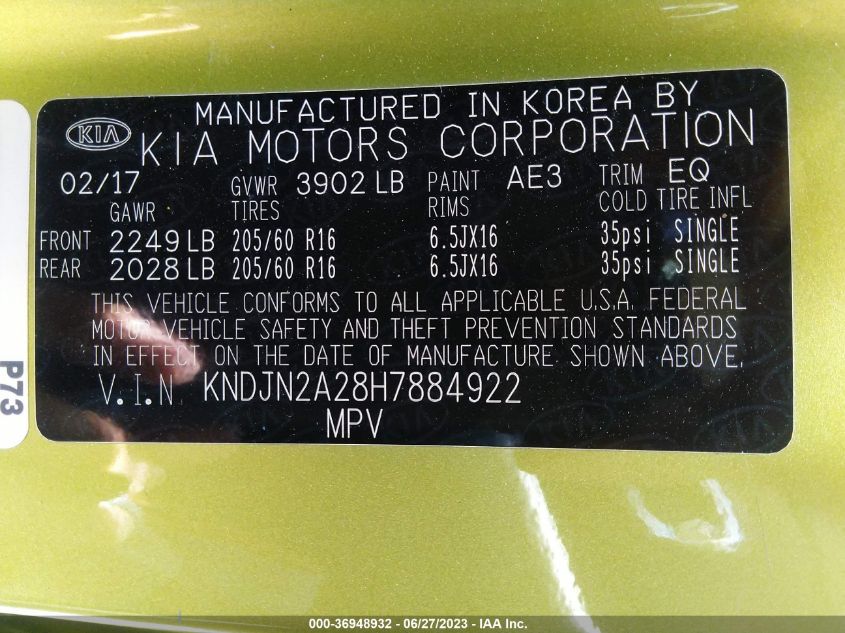 MANUFACTURED IN KOREA BY
KIA KIA MOTORS CORPORATION
02/17 GVWR 3902 LB PAINT AE3 TRIM EQ
GAWR TIRES RIMS COLD TIRE INFL
FRONT 2249 LB 205/60 R16 6.5JX16 35psi SINGLE
REAR 2028 LB 205/60 R16 6.5JX16 35psi SINGLE
THIS VEHICLE CONFORMS TO ALL APPLICABLE U.S.A. FEDERAL
MOTOR VEHICLE SAFETY AND THEFT PREVENTION STANDARDS
IN EFFECT ON THE DATE OF MANUFACTURE SHOWN ABOVE.
V.I.N KNDJN2A28H7884922
MPV
P73
000-36948932 - 06/27/2023 - IAA Inc.